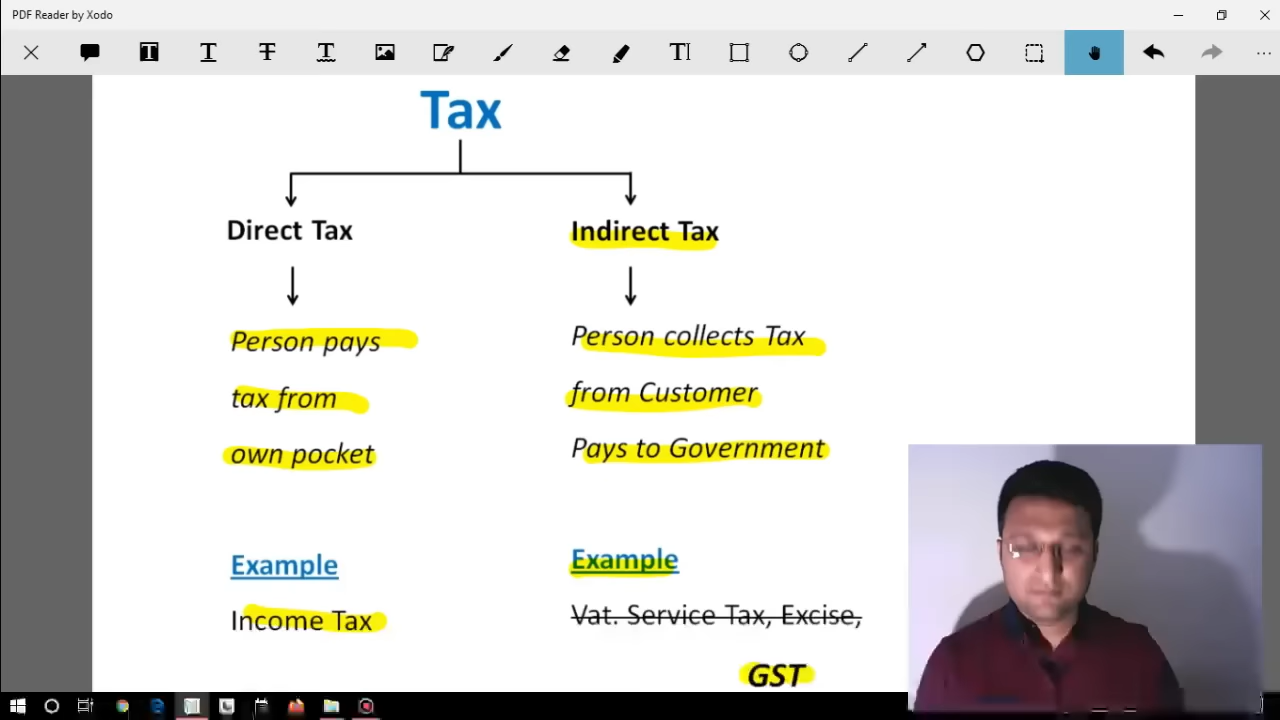 PDF Reader by Xodo
Tax
Direct Tax
Indirect Tax
Person pays
tax from
own pocket
Person collects Tax
from Customer
Pays to Government
Example
Income Tax
Example
Vat. Service Tax, Excise,
GST